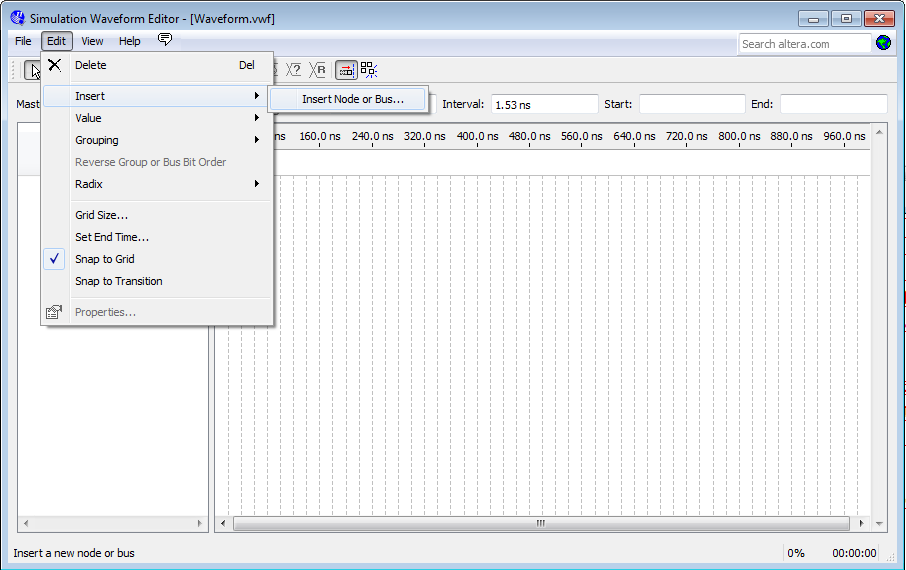 Simulation Waveform Editor - [Waveform.vwf]
File Edit View Help
Search altera.com
Delete Del
Insert
Insert Node or Bus...
Interval: 1.53 ns Start: End:
Value
Grouping
Reverse Group or Bus Bit Order
Radix
Grid Size...
Set End Time...
Snap to Grid
Snap to Transition
Properties...
Mast
ns 160.0 ns 240.0 ns 320.0 ns 400.0 ns 480.0 ns 560.0 ns 640.0 ns 720.0 ns 800.0 ns 880.0 ns 960.0 ns
Insert a new node or bus 0% 00:00:00